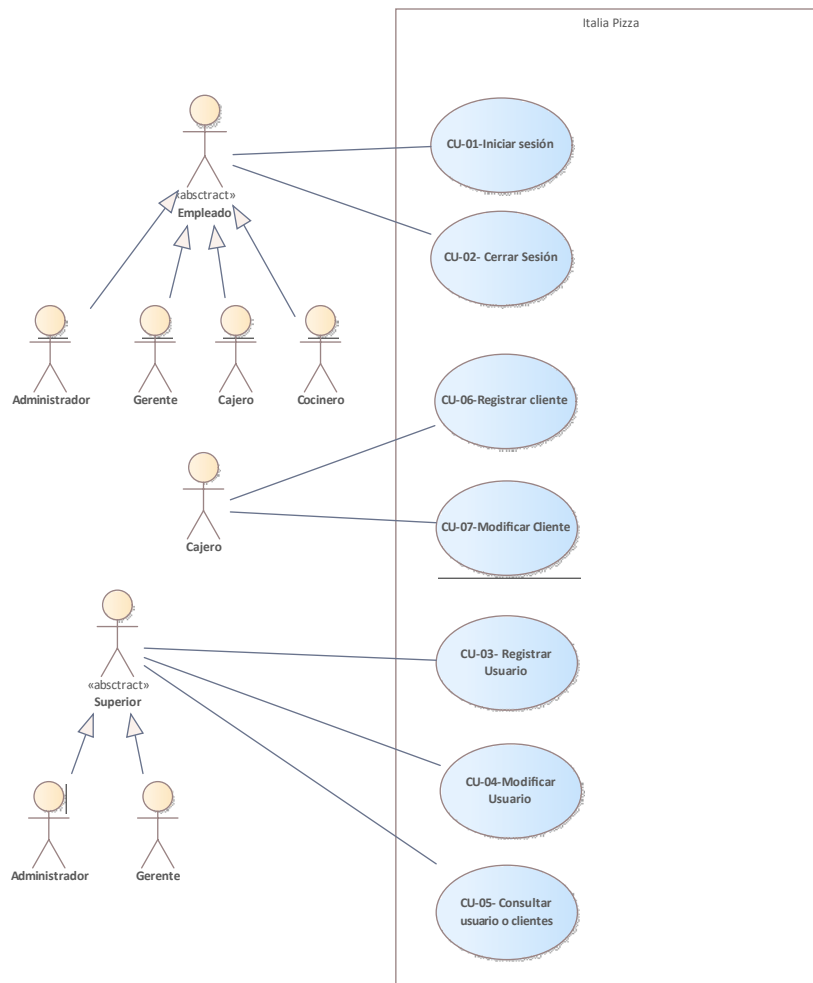 Italia Pizza
CU-01-Iniciar sesión
«absctract»
Empleado
CU-02- Cerrar Sesión
Administrador
Gerente
Cajero
Cocinero
CU-06-Registrar cliente
Cajero
CU-07-Modificar Cliente
CU-03- Registrar
Usuario
«absctract»
Superior
CU-04-Modificar
Usuario
Administrador
Gerente
CU-05- Consultar
usuario o clientes